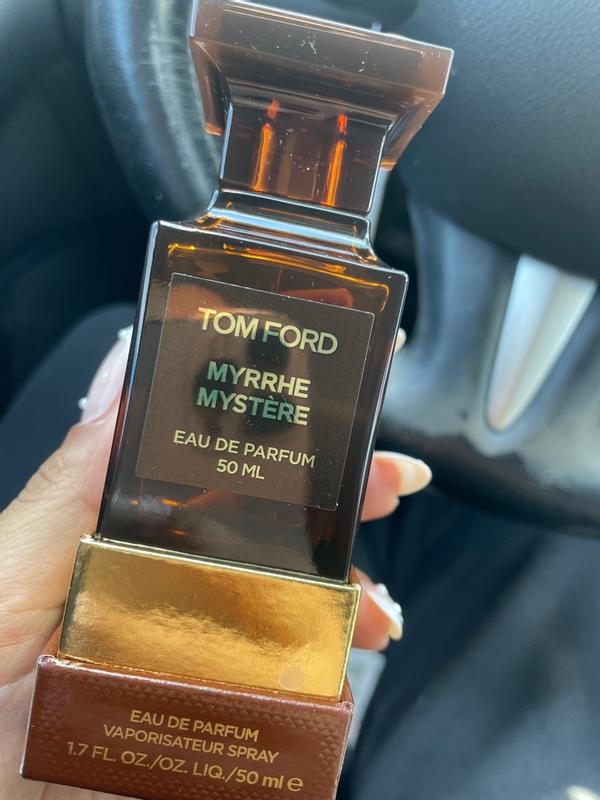 TOM FORD
MYRRHE
MYSTÈRE
EAU DE PARFUM
50 ML
EAU DE PARFUM
VAPORISATEUR SPRAY
1.7 FL. OZ./OZ. LIQ./50 ml ℮